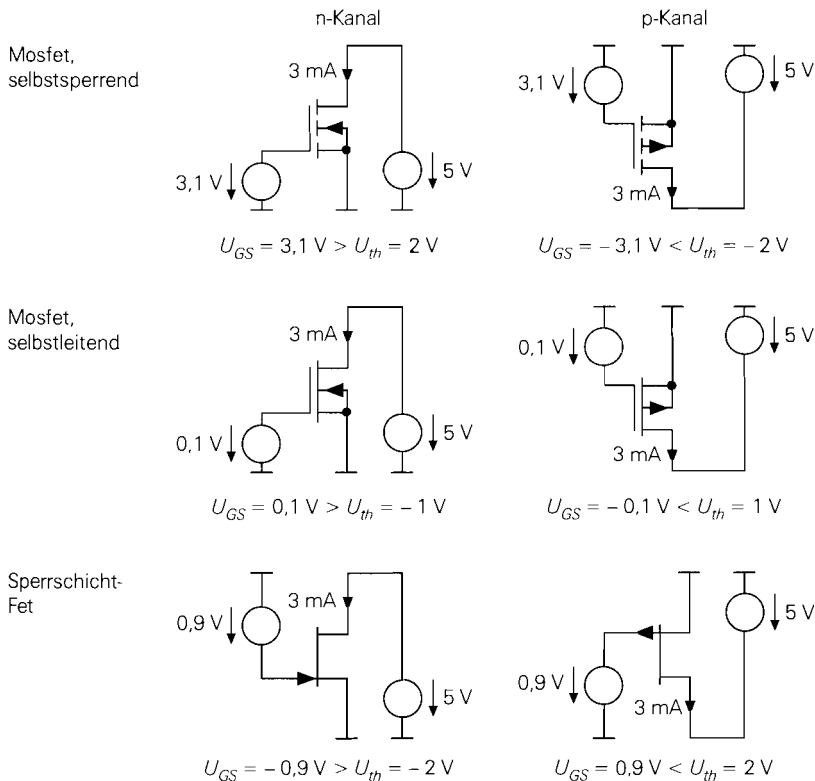 n-Kanal p-Kanal
Mosfet,
selbstsperrend
3 mA
3,1 V
5 V
3,1 V
5 V
3 mA
U_GS = 3,1 V > U_th = 2 V
U_GS = − 3,1 V < U_th = − 2 V
Mosfet,
selbstleitend
3 mA
0,1 V
5 V
0,1 V
5 V
3 mA
U_GS = 0,1 V > U_th = − 1 V
U_GS = − 0,1 V < U_th = 1 V
Sperrschicht-
Fet
3 mA
0,9 V
5 V
5 V
0,9 V
3 mA
U_GS = − 0,9 V > U_th = − 2 V
U_GS = 0,9 V < U_th = 2 V